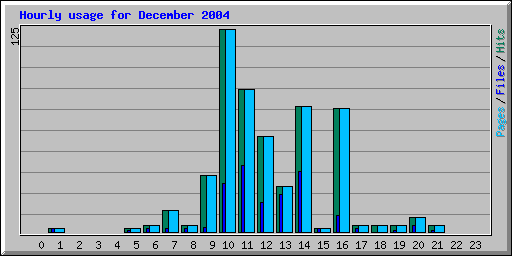 Hourly usage for December 2004
125
Pages/Files/Hits
0 1 2 3 4 5 6 7 8 9 10 11 12 13 14 15 16 17 18 19 20 21 22 23